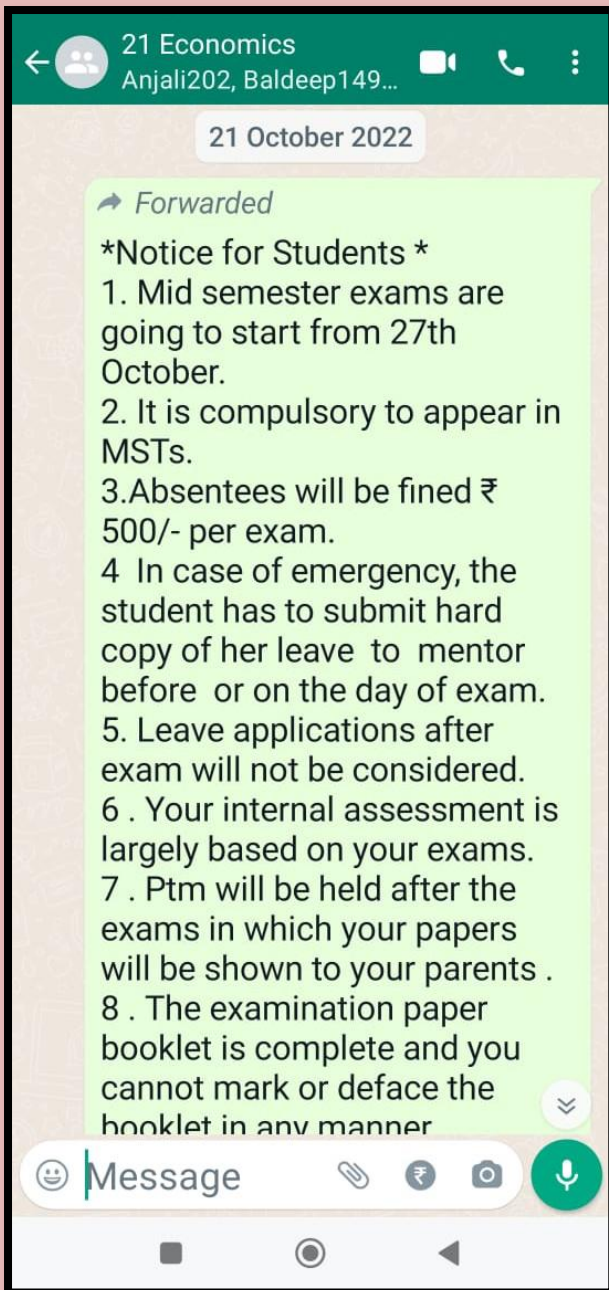 21 Economics
Anjali202, Baldeep149...
21 October 2022
Forwarded
*Notice for Students *
1. Mid semester exams are
going to start from 27th
October.
2. It is compulsory to appear in
MSTs.
3.Absentees will be fined ₹
500/- per exam.
4  In case of emergency, the
student has to submit hard
copy of her leave  to  mentor
before  or on the day of exam.
5. Leave applications after
exam will not be considered.
6 . Your internal assessment is
largely based on your exams.
7 . Ptm will be held after the
exams in which your papers
will be shown to your parents .
8 . The examination paper
booklet is complete and you
cannot mark or deface the
booklet in any manner
Message
₹